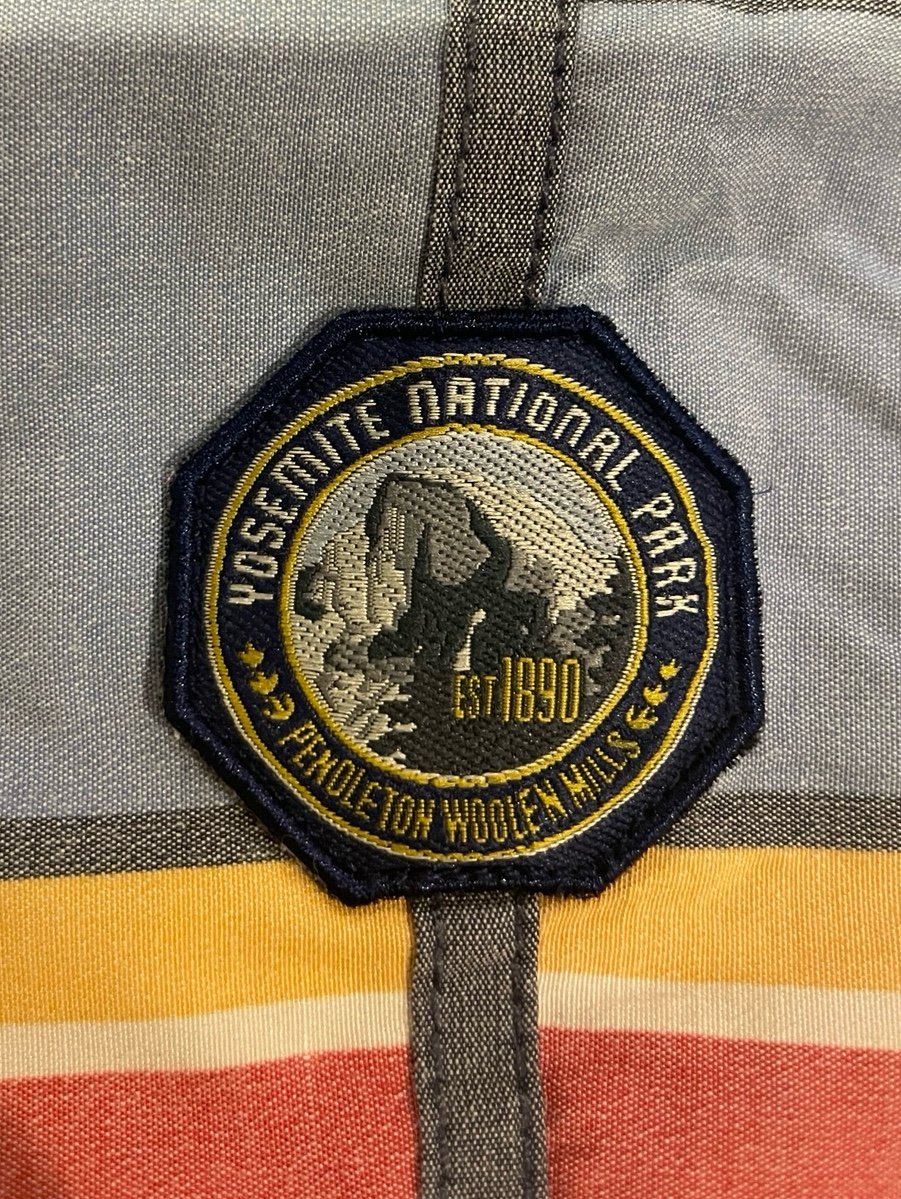 YOSEMITE NATIONAL PARK
EST 1890
PENDLETON WOOLEN MILLS